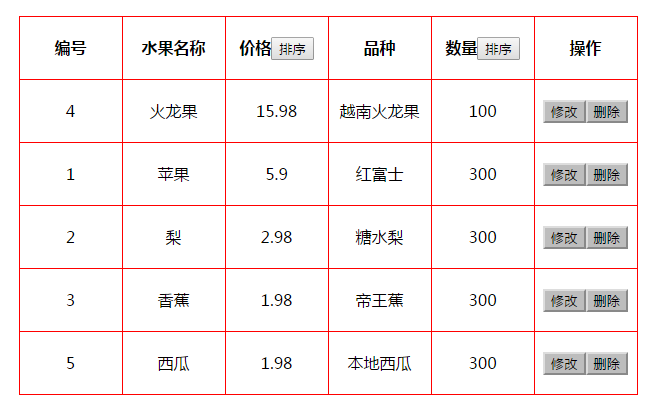 编号 水果名称 价格 排序 品种 数量 排序 操作
4 火龙果 15.98 越南火龙果 100 修改 删除
1 苹果 5.9 红富士 300 修改 删除
2 梨 2.98 糖水梨 300 修改 删除
3 香蕉 1.98 帝王蕉 300 修改 删除
5 西瓜 1.98 本地西瓜 300 修改 删除